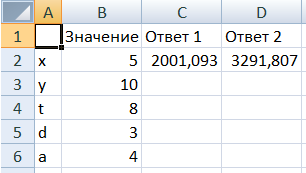 A B C D
1 Значение Ответ 1 Ответ 2
2 x 5 2001,093 3291,807
3 y 10
4 t 8
5 d 3
6 a 4